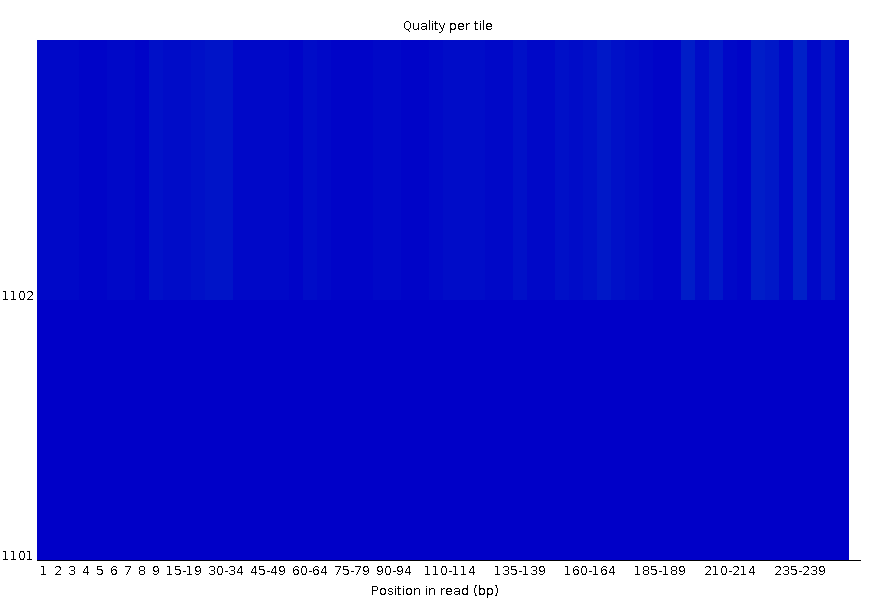 Quality per tile
1102
1101
1 2 3 4 5 6 7 8 9 15-19 30-34 45-49 60-64 75-79 90-94 110-114 135-139 160-164 185-189 210-214 235-239
Position in read (bp)